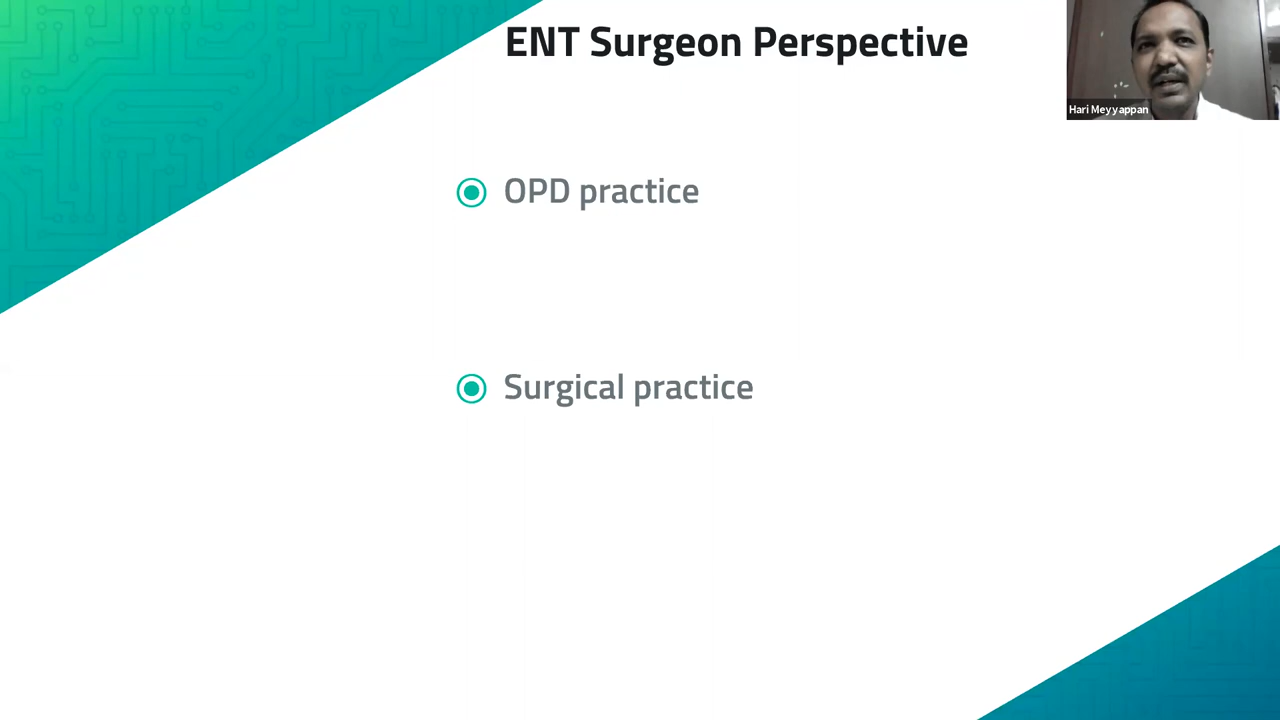 ENT Surgeon Perspective
Hari Meyyappan
OPD practice
Surgical practice